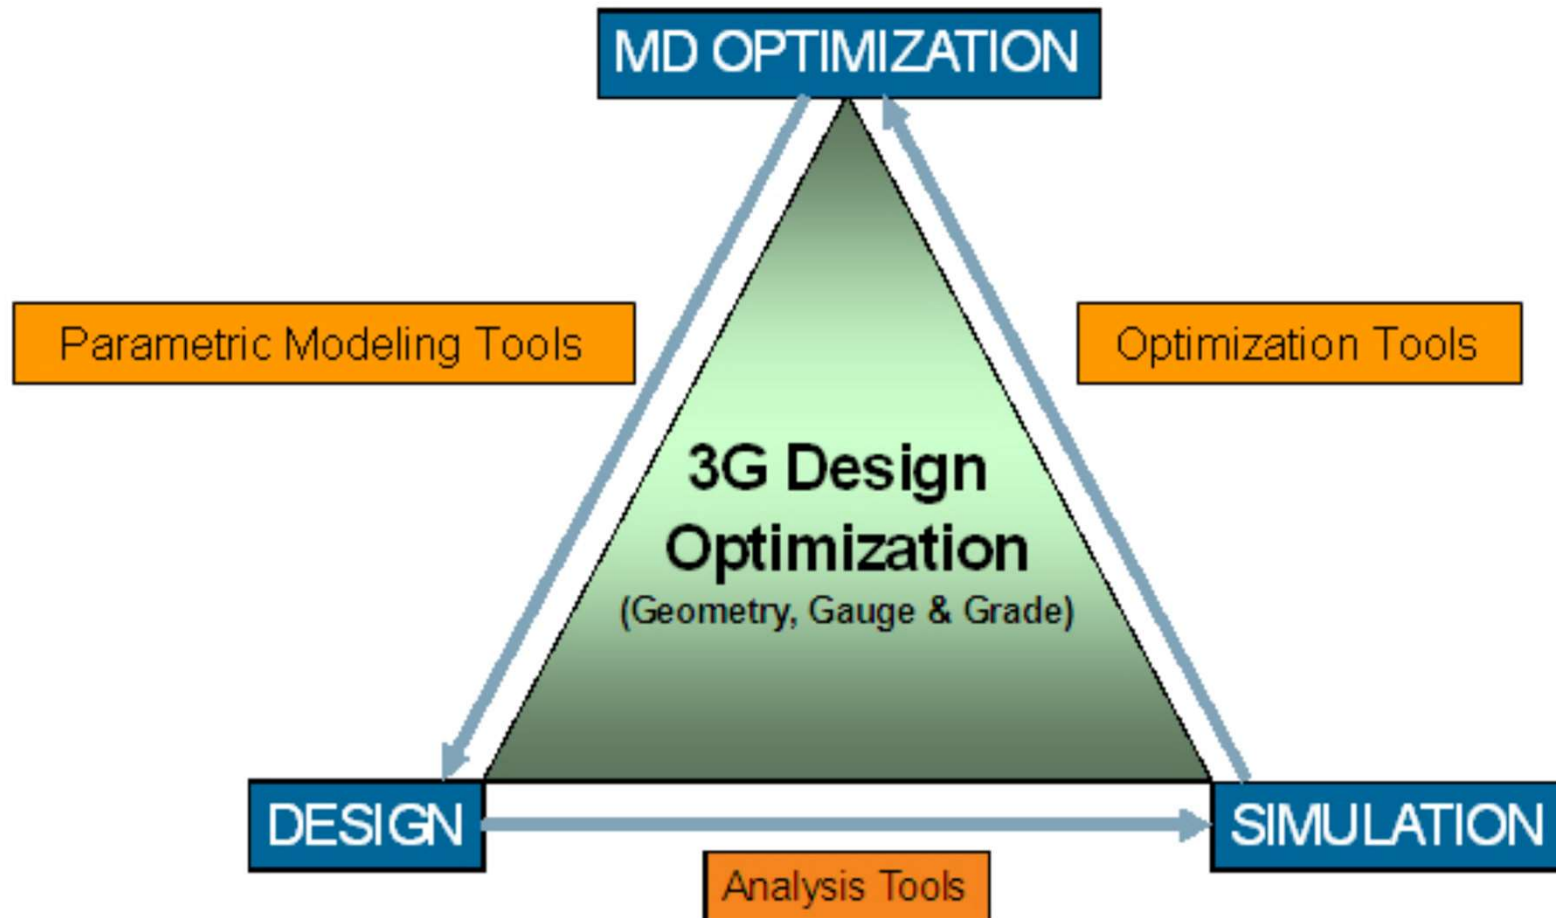 MD OPTIMIZATION
Parametric Modeling Tools
Optimization Tools
3G Design
Optimization
(Geometry, Gauge & Grade)
DESIGN
SIMULATION
Analysis Tools